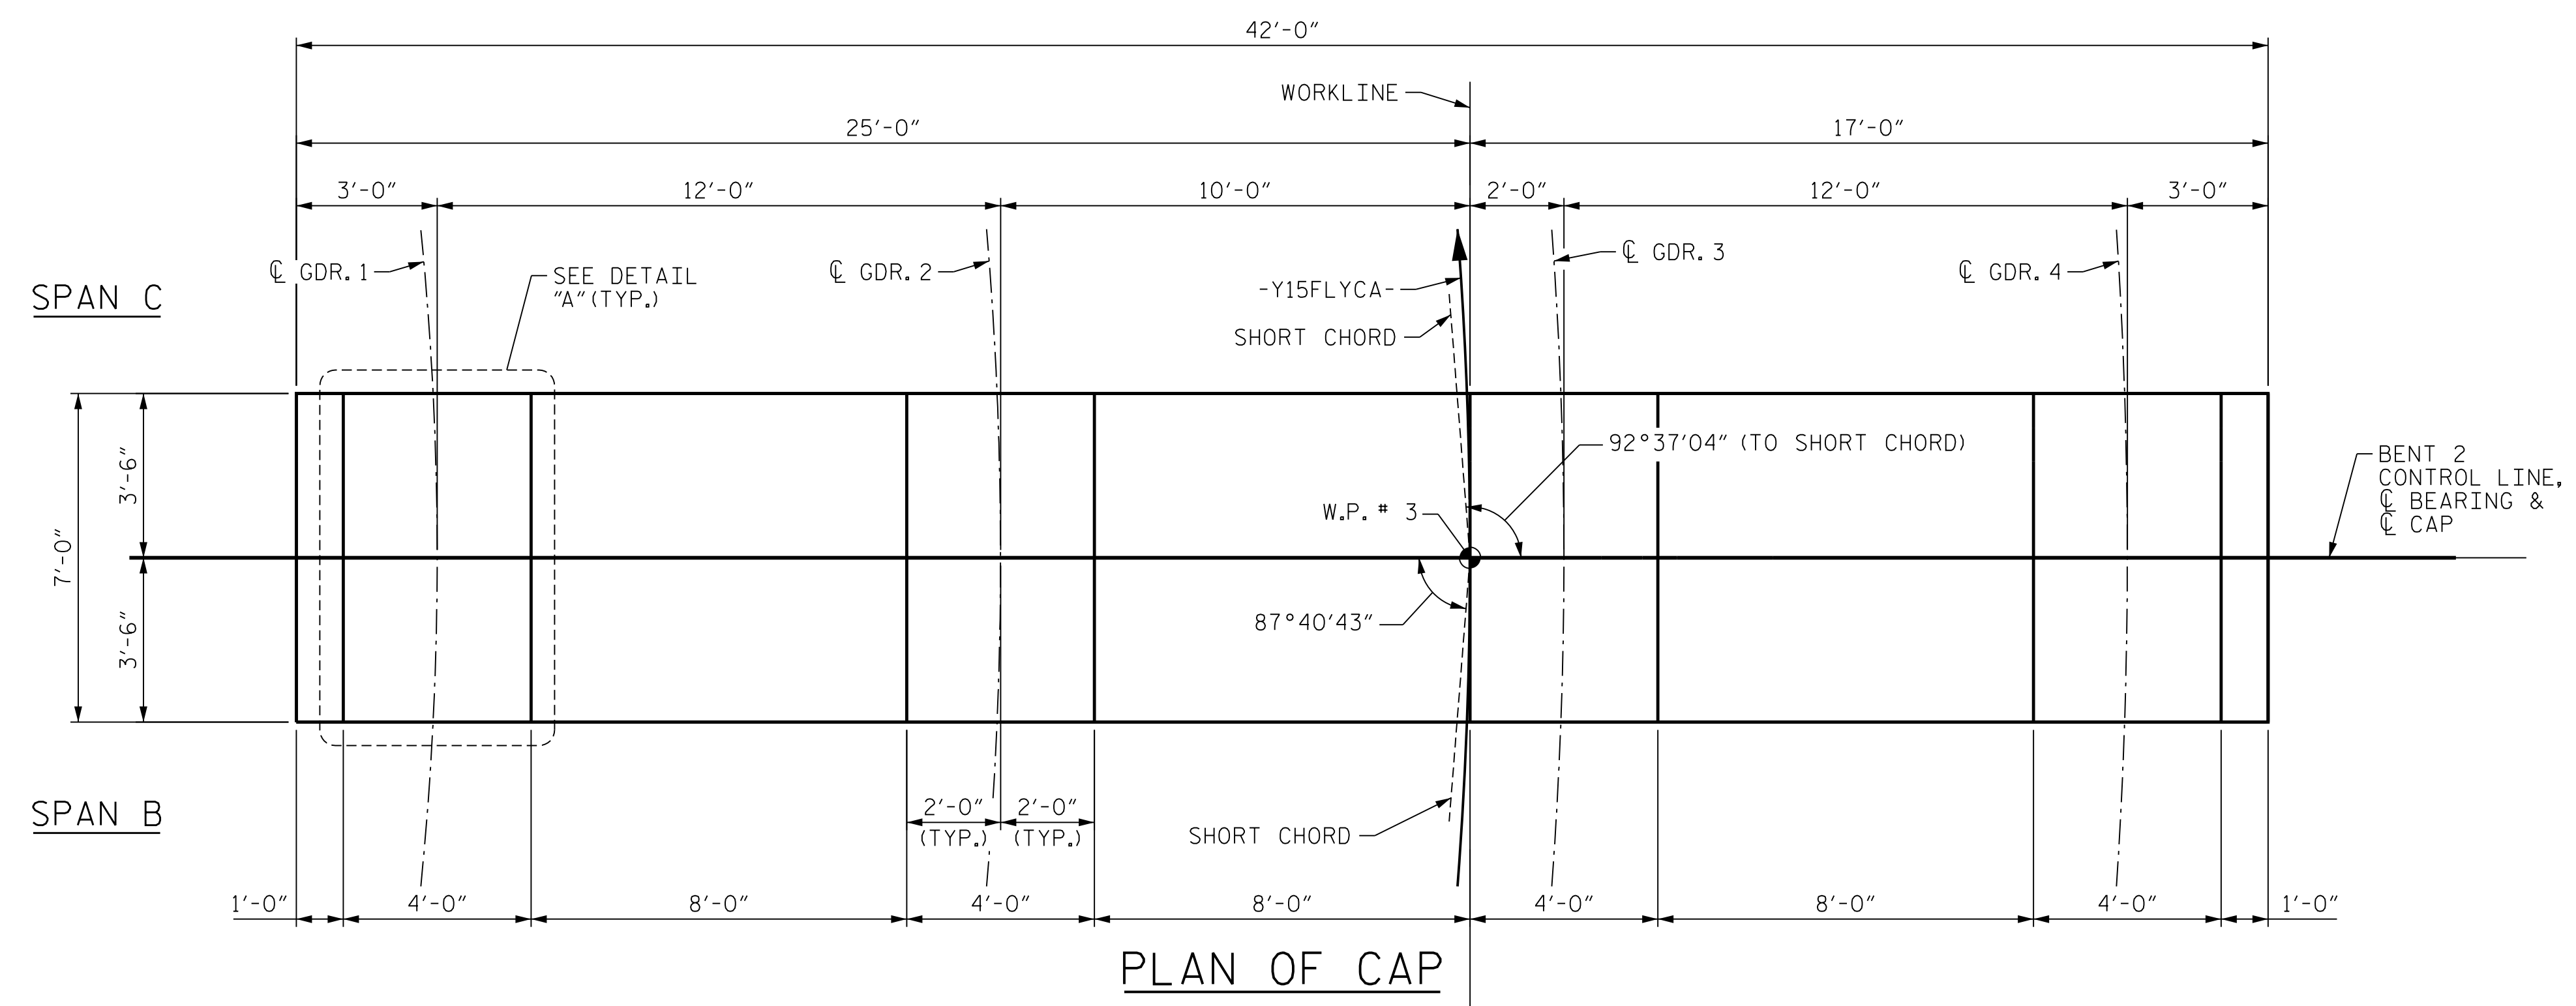 42'-0"
WORKLINE
25'-0"
17'-0"
3'-0"
12'-0"
10'-0"
2'-0"
12'-0"
3'-0"
℄ GDR. 1
SEE DETAIL
"A" (TYP.)
℄ GDR. 2
℄ GDR. 3
℄ GDR. 4
SPAN C
-Y15FLYCA-
SHORT CHORD
92°37'04" (TO SHORT CHORD)
BENT 2
CONTROL LINE,
℄ BEARING &
℄ CAP
3'-6"
W.P. # 3
7'-0"
3'-6"
87°40'43"
SPAN B
2'-0"
(TYP.)
2'-0"
(TYP.)
SHORT CHORD
1'-0"
4'-0"
8'-0"
4'-0"
8'-0"
4'-0"
8'-0"
4'-0"
1'-0"
PLAN OF CAP